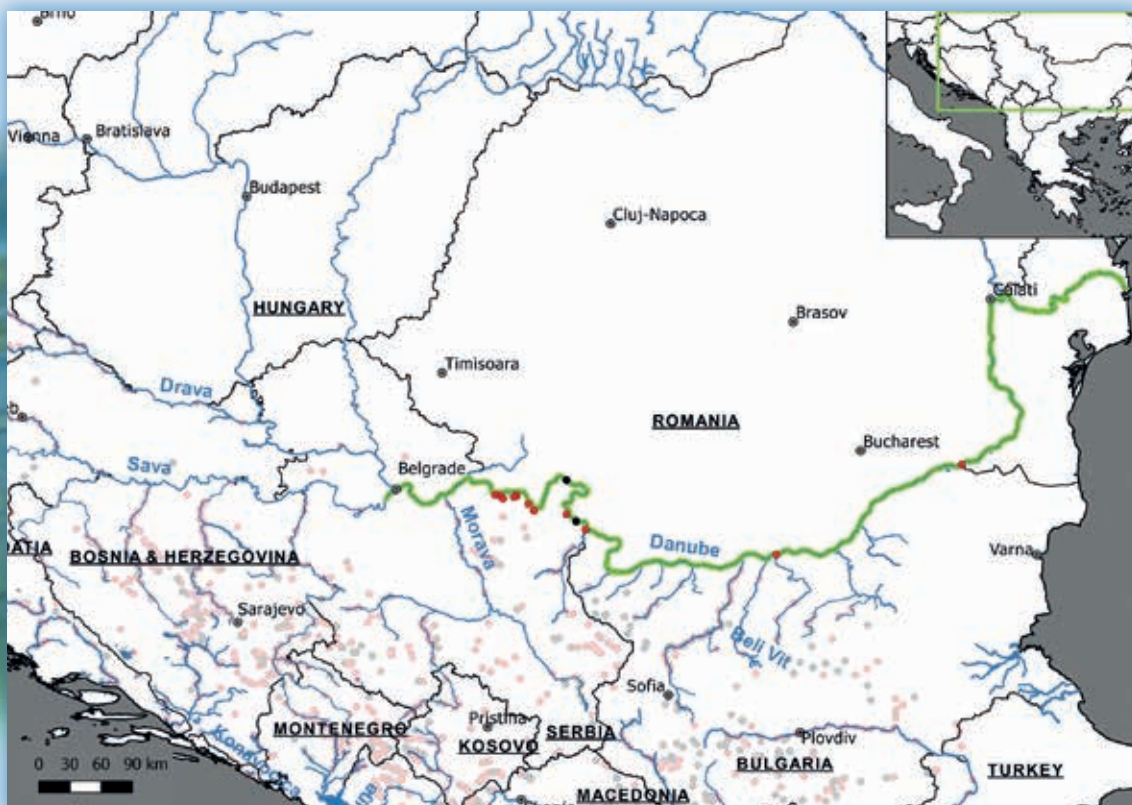 Brno
Vienna
Bratislava
Budapest
Cluj-Napoca
HUNGARY
Galati
Brasov
Timisoara
Drava
ROMANIA
Bucharest
Sava
Belgrade
Morava
Danube
Varna
BOSNIA & HERZEGOVINA
Sarajevo
Beli Vit
Sofia
MONTENEGRO
Pristina
KOSOVO
SERBIA
Plovdiv
BULGARIA
TURKEY
MACEDONIA
0 30 60 90 km